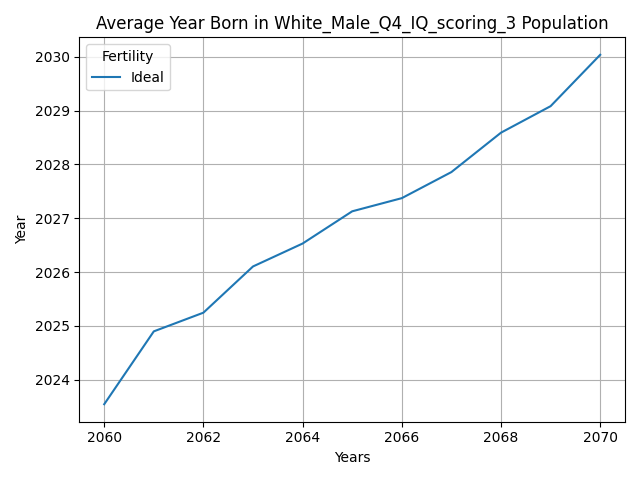 Average Year Born in White_Male_Q4_IQ_scoring_3 Population
Fertility
Ideal
2030
2029
2028
2027
2026
2025
2024
Year
2060 2062 2064 2066 2068 2070
Years